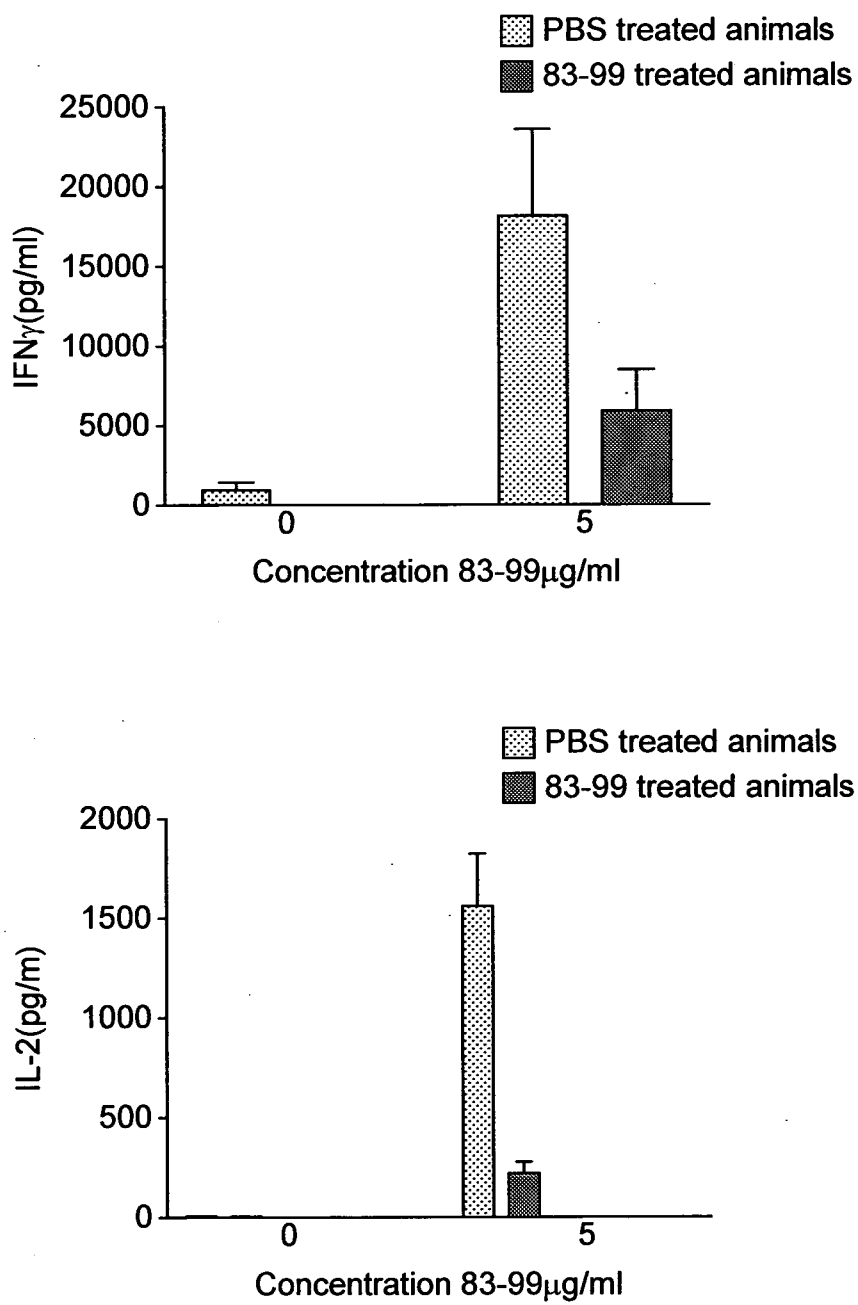 PBS treated animals
83-99 treated animals
25000
20000
15000
10000
5000
0
IFNγ(pg/ml)
0 5
Concentration 83-99μg/ml
PBS treated animals
83-99 treated animals
2000
1500
1000
500
0
IL-2(pg/m)
0 5
Concentration 83-99μg/ml